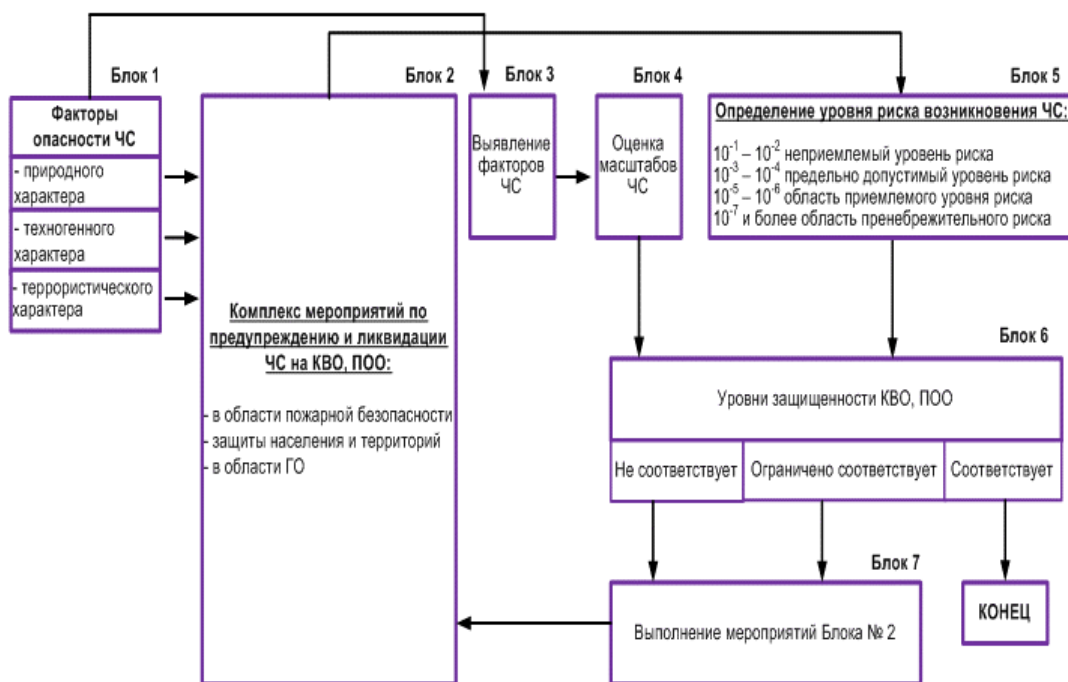 Блок 1
Факторы
опасности ЧС
- природного
характера
- техногенного
характера
- террористического
характера
Блок 2
Комплекс мероприятий по
предупреждению и ликвидации
ЧС на КВО, ПОО:
- в области пожарной безопасности
- защиты населения и территорий
- в области ГО
Блок 3
Выявление
факторов
ЧС
Блок 4
Оценка
масштабов
ЧС
Блок 5
Определение уровня риска возникновения ЧС:
10⁻¹ – 10⁻² неприемлемый уровень риска
10⁻³ – 10⁻⁴ предельно допустимый уровень риска
10⁻⁵ – 10⁻⁶ область приемлемого уровня риска
10⁻⁷ и более область пренебрежительного риска
Блок 6
Уровни защищенности КВО, ПОО
Не соответствует
Ограничено соответствует
Соответствует
Блок 7
Выполнение мероприятий Блока № 2
КОНЕЦ